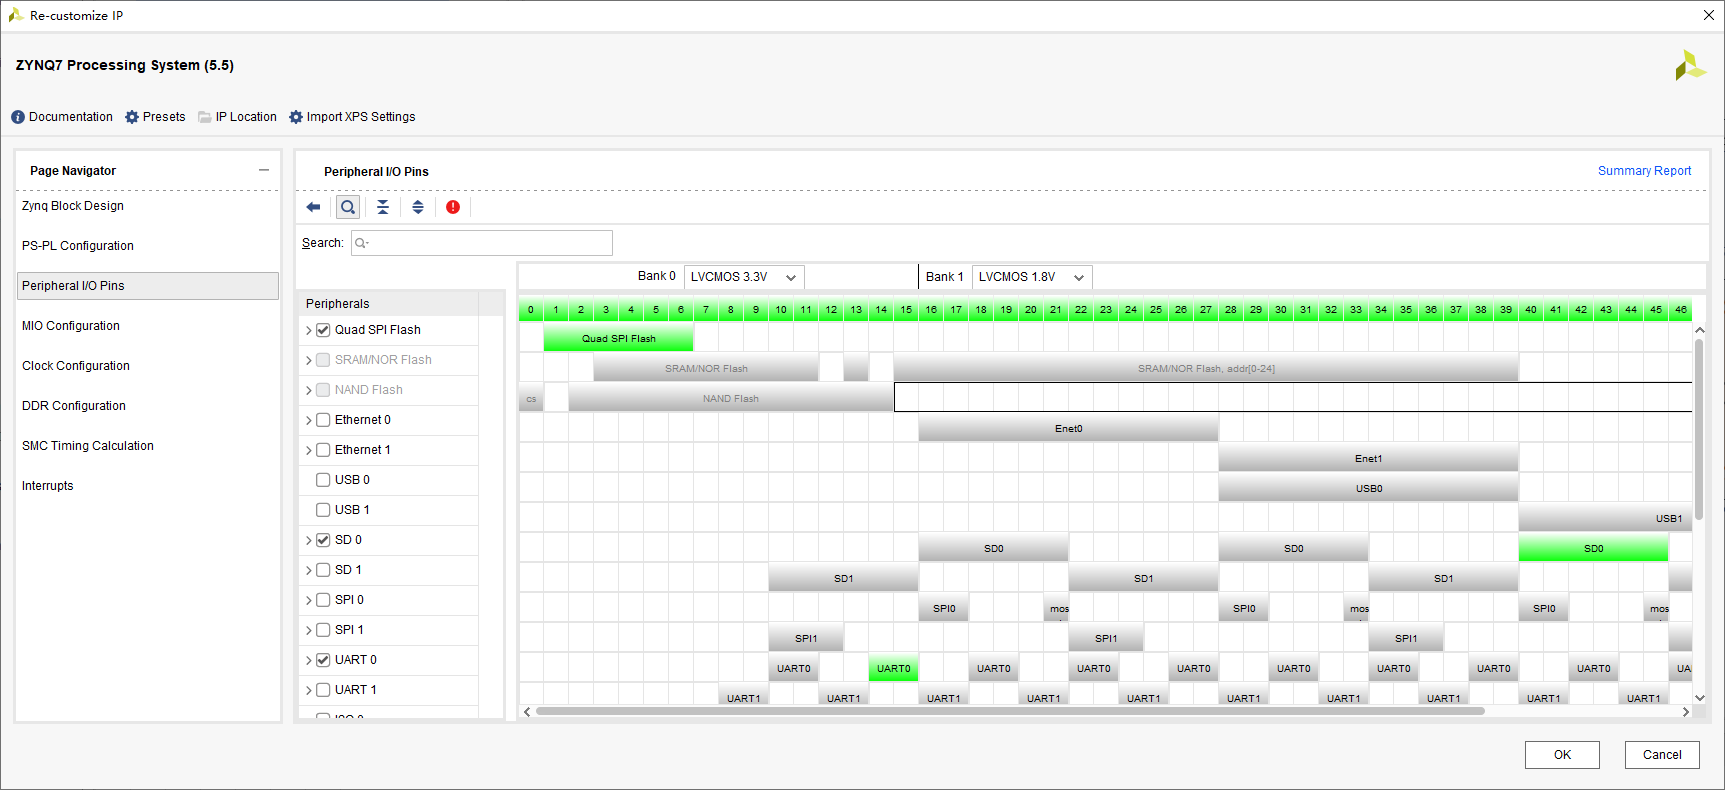 Re-customize IP
ZYNQ7 Processing System (5.5)
Documentation Presets IP Location Import XPS Settings
Page Navigator
Zynq Block Design
PS-PL Configuration
Peripheral I/O Pins
MIO Configuration
Clock Configuration
DDR Configuration
SMC Timing Calculation
Interrupts
Peripheral I/O Pins Summary Report
Search:
Bank 0 LVCMOS 3.3V Bank 1 LVCMOS 1.8V
Peripherals 0 1 2 3 4 5 6 7 8 9 10 11 12 13 14 15 16 17 18 19 20 21 22 23 24 25 26 27 28 29 30 31 32 33 34 35 36 37 38 39 40 41 42 43 44 45 46
Quad SPI Flash Quad SPI Flash
SRAM/NOR Flash SRAM/NOR Flash SRAM/NOR Flash, addr[0-24]
NAND Flash cs NAND Flash
Ethernet 0 Enet0
Ethernet 1 Enet1
USB 0 USB0
USB 1 USB1
SD 0 SD0 SD0 SD0
SD 1 SD1 SD1 SD1
SPI 0 SPI0 mos SPI0 mos SPI0 mos
SPI 1 SPI1 SPI1 SPI1
UART 0 UART0 UART0 UART0 UART0 UART0 UART0 UART0 UART0 UART0 UA
UART 1 UART1 UART1 UART1 UART1 UART1 UART1 UART1 UART1 UART1 UART1
OK Cancel